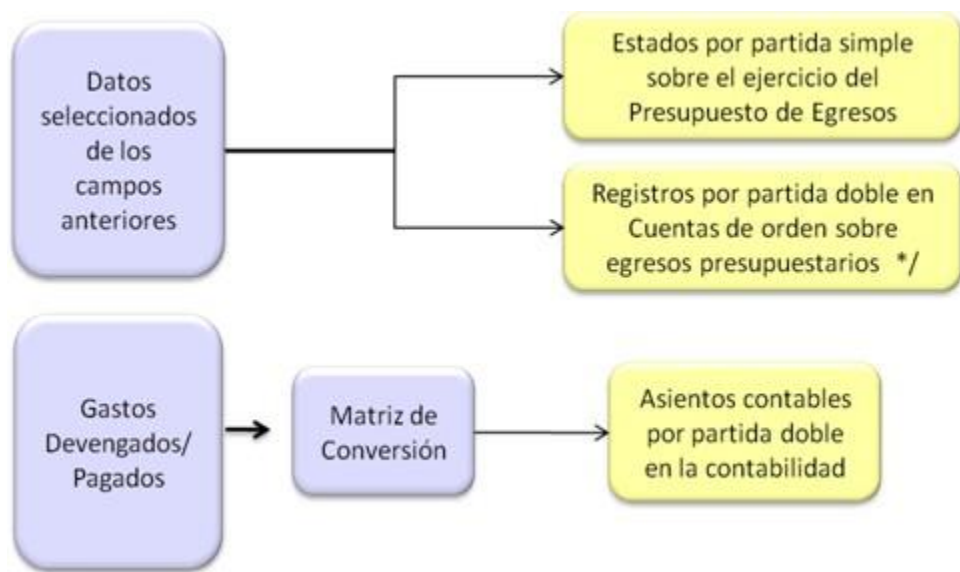 Datos
seleccionados
de los
campos
anteriores
Estados por partida simple
sobre el ejercicio del
Presupuesto de Egresos
Registros por partida doble en
Cuentas de orden sobre
egresos presupuestarios */
Gastos
Devengados/
Pagados
Matriz de
Conversión
Asientos contables
por partida doble
en la contabilidad